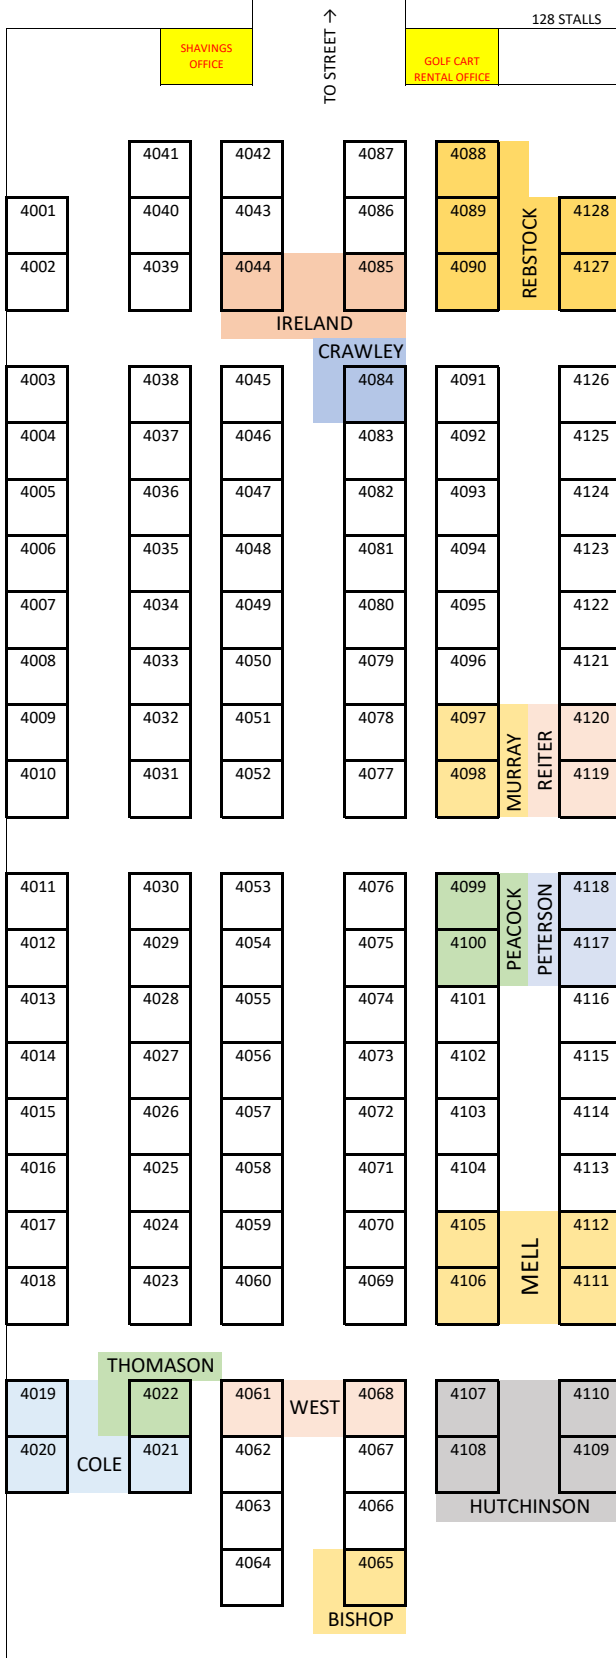 128 STALLS
SHAVINGS
OFFICE
TO STREET →
GOLF CART
RENTAL OFFICE
4041 4042 4087 4088
4001 4040 4043 4086 4089 REBSTOCK 4128
4002 4039 4044 4085 4090 4127
IRELAND
CRAWLEY
4003 4038 4045 4084 4091 4126
4004 4037 4046 4083 4092 4125
4005 4036 4047 4082 4093 4124
4006 4035 4048 4081 4094 4123
4007 4034 4049 4080 4095 4122
4008 4033 4050 4079 4096 4121
4009 4032 4051 4078 4097 MURRAY REITER 4120
4010 4031 4052 4077 4098 4119
4011 4030 4053 4076 4099 PEACOCK PETERSON 4118
4012 4029 4054 4075 4100 4117
4013 4028 4055 4074 4101 4116
4014 4027 4056 4073 4102 4115
4015 4026 4057 4072 4103 4114
4016 4025 4058 4071 4104 4113
4017 4024 4059 4070 4105 MELL 4112
4018 4023 4060 4069 4106 4111
THOMASON
4019 4022 4061 WEST 4068 4107 4110
4020 COLE 4021 4062 4067 4108 4109
4063 4066 HUTCHINSON
4064 4065
BISHOP